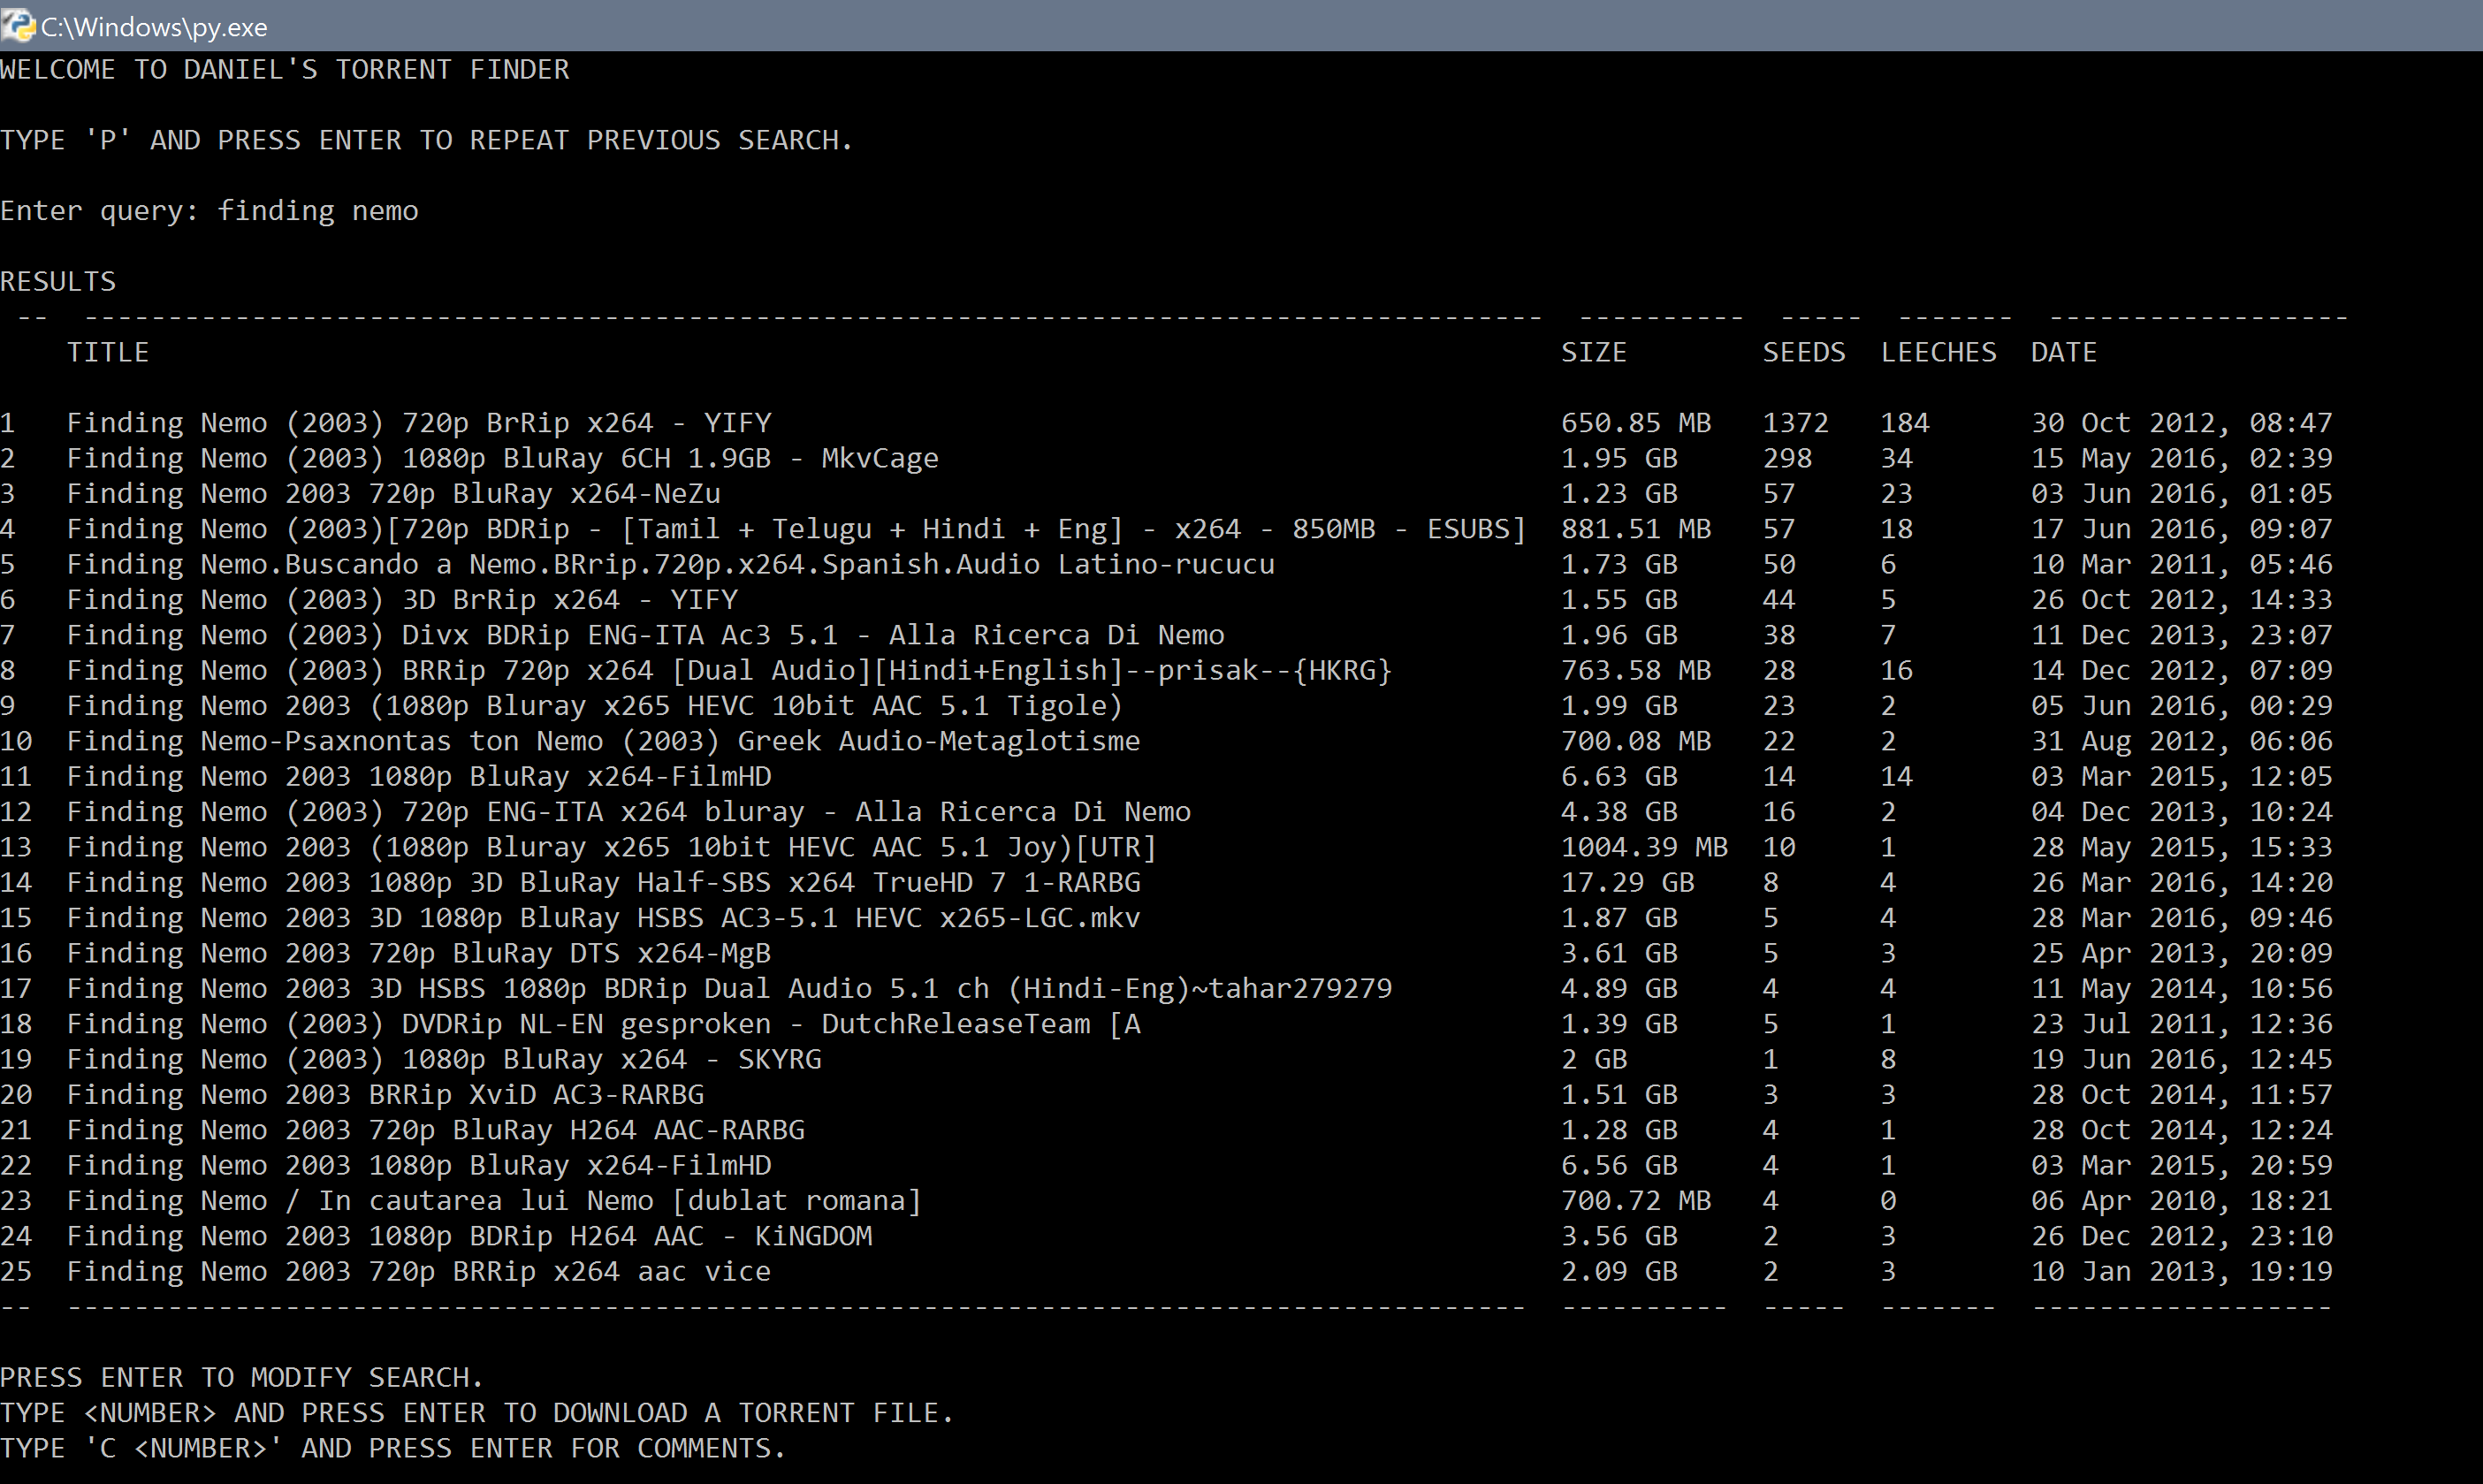 C:\Windows\py.exe
WELCOME TO DANIEL'S TORRENT FINDER
TYPE 'P' AND PRESS ENTER TO REPEAT PREVIOUS SEARCH.
Enter query: finding nemo
RESULTS
-- --------------------------------------------------------------------------------------- ---------- ----- ------- ------------------
TITLE SIZE SEEDS LEECHES DATE
1 Finding Nemo (2003) 720p BrRip x264 - YIFY 650.85 MB 1372 184 30 Oct 2012, 08:47
2 Finding Nemo (2003) 1080p BluRay 6CH 1.9GB - MkvCage 1.95 GB 298 34 15 May 2016, 02:39
3 Finding Nemo 2003 720p BluRay x264-NeZu 1.23 GB 57 23 03 Jun 2016, 01:05
4 Finding Nemo (2003)[720p BDRip - [Tamil + Telugu + Hindi + Eng] - x264 - 850MB - ESUBS] 881.51 MB 57 18 17 Jun 2016, 09:07
5 Finding Nemo.Buscando a Nemo.BRrip.720p.x264.Spanish.Audio Latino-rucucu 1.73 GB 50 6 10 Mar 2011, 05:46
6 Finding Nemo (2003) 3D BrRip x264 - YIFY 1.55 GB 44 5 26 Oct 2012, 14:33
7 Finding Nemo (2003) Divx BDRip ENG-ITA Ac3 5.1 - Alla Ricerca Di Nemo 1.96 GB 38 7 11 Dec 2013, 23:07
8 Finding Nemo (2003) BRRip 720p x264 [Dual Audio][Hindi+English]--prisak--{HKRG} 763.58 MB 28 16 14 Dec 2012, 07:09
9 Finding Nemo 2003 (1080p Bluray x265 HEVC 10bit AAC 5.1 Tigole) 1.99 GB 23 2 05 Jun 2016, 00:29
10 Finding Nemo-Psaxnontas ton Nemo (2003) Greek Audio-Metaglotisme 700.08 MB 22 2 31 Aug 2012, 06:06
11 Finding Nemo 2003 1080p BluRay x264-FilmHD 6.63 GB 14 14 03 Mar 2015, 12:05
12 Finding Nemo (2003) 720p ENG-ITA x264 bluray - Alla Ricerca Di Nemo 4.38 GB 16 2 04 Dec 2013, 10:24
13 Finding Nemo 2003 (1080p Bluray x265 10bit HEVC AAC 5.1 Joy)[UTR] 1004.39 MB 10 1 28 May 2015, 15:33
14 Finding Nemo 2003 1080p 3D BluRay Half-SBS x264 TrueHD 7 1-RARBG 17.29 GB 8 4 26 Mar 2016, 14:20
15 Finding Nemo 2003 3D 1080p BluRay HSBS AC3-5.1 HEVC x265-LGC.mkv 1.87 GB 5 4 28 Mar 2016, 09:46
16 Finding Nemo 2003 720p BluRay DTS x264-MgB 3.61 GB 5 3 25 Apr 2013, 20:09
17 Finding Nemo 2003 3D HSBS 1080p BDRip Dual Audio 5.1 ch (Hindi-Eng)~tahar279279 4.89 GB 4 4 11 May 2014, 10:56
18 Finding Nemo (2003) DVDRip NL-EN gesproken - DutchReleaseTeam [A 1.39 GB 5 1 23 Jul 2011, 12:36
19 Finding Nemo (2003) 1080p BluRay x264 - SKYRG 2 GB 1 8 19 Jun 2016, 12:45
20 Finding Nemo 2003 BRRip XviD AC3-RARBG 1.51 GB 3 3 28 Oct 2014, 11:57
21 Finding Nemo 2003 720p BluRay H264 AAC-RARBG 1.28 GB 4 1 28 Oct 2014, 12:24
22 Finding Nemo 2003 1080p BluRay x264-FilmHD 6.56 GB 4 1 03 Mar 2015, 20:59
23 Finding Nemo / In cautarea lui Nemo [dublat romana] 700.72 MB 4 0 06 Apr 2010, 18:21
24 Finding Nemo 2003 1080p BDRip H264 AAC - KiNGDOM 3.56 GB 2 3 26 Dec 2012, 23:10
25 Finding Nemo 2003 720p BRRip x264 aac vice 2.09 GB 2 3 10 Jan 2013, 19:19
-- --------------------------------------------------------------------------------------- ---------- ----- ------- ------------------
PRESS ENTER TO MODIFY SEARCH.
TYPE <NUMBER> AND PRESS ENTER TO DOWNLOAD A TORRENT FILE.
TYPE 'C <NUMBER>' AND PRESS ENTER FOR COMMENTS.